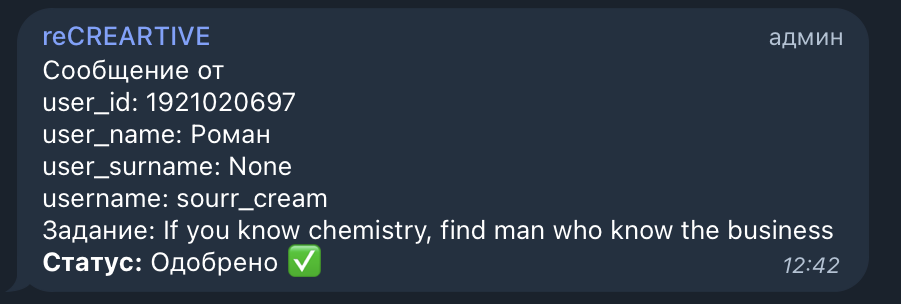 reCREARTIVE админ
Сообщение от
user_id: 1921020697
user_name: Роман
user_surname: None
username: sourr_cream
Задание: If you know chemistry, find man who know the business
Статус: Одобрено ✅ 12:42